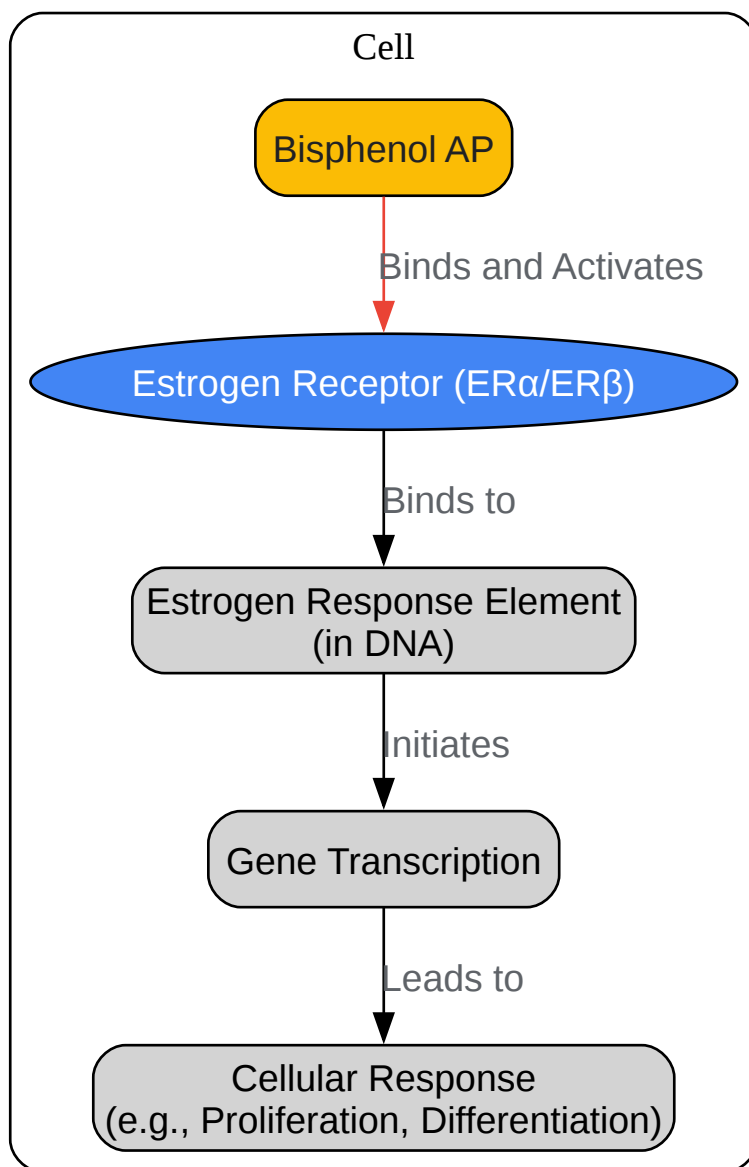 Cell
Bisphenol AP
Binds and Activates
Estrogen Receptor (ERα/ERβ)
Binds to
Estrogen Response Element
(in DNA)
Initiates
Gene Transcription
Leads to
Cellular Response
(e.g., Proliferation, Differentiation)